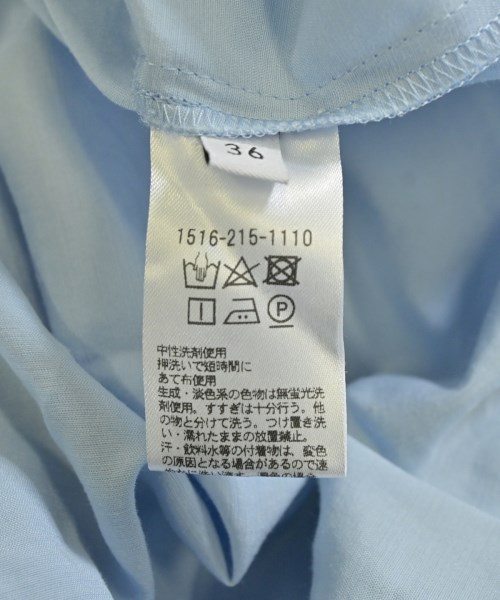 36
1516-215-1110
P
中性洗剤使用
押洗いで短時間に
あて布使用
生成・淡色系の色物は無蛍光洗
剤使用。すすぎは十分行う。他
の物と分けて洗う。つけ置き洗
い・濡れたままの放置禁止。
汗・飲料水等の付着物は、変色
の原因となる場合があるので速